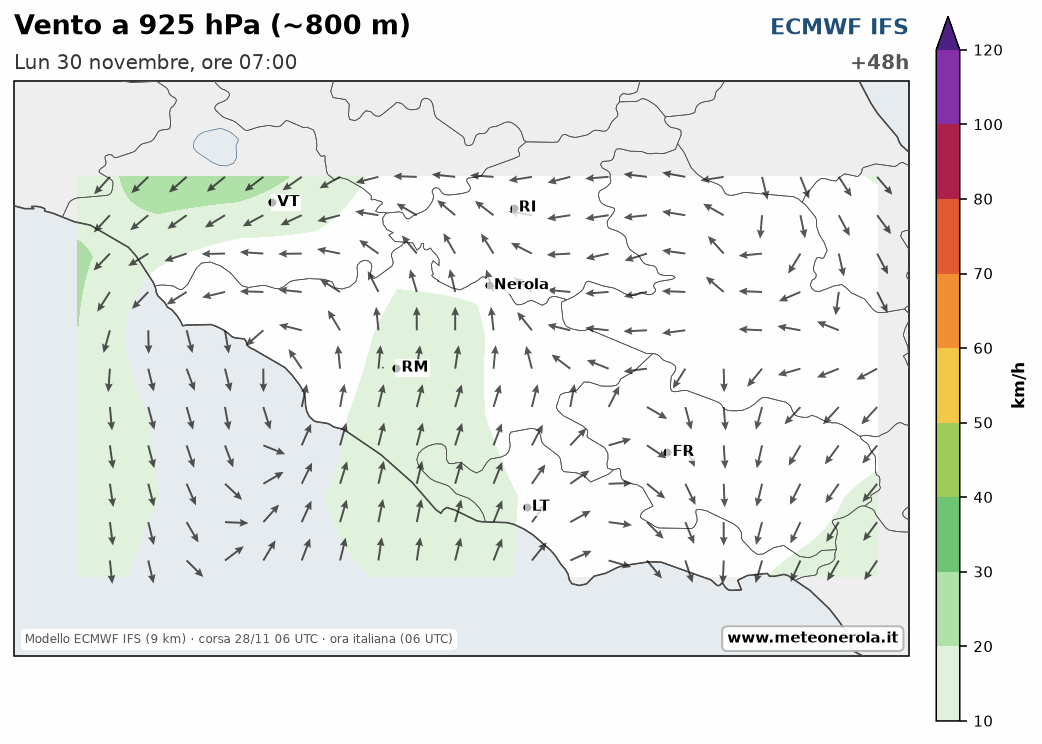 Vento a 925 hPa (~800 m)
ECMWF IFS
Lun 30 novembre, ore 07:00
+48h
VT
RI
Nerola
RM
FR
LT
Modello ECMWF IFS (9 km) · corsa 28/11 06 UTC · ora italiana (06 UTC)
www.meteonerola.it
120
100
80
70
60
50
40
30
20
10
km/h